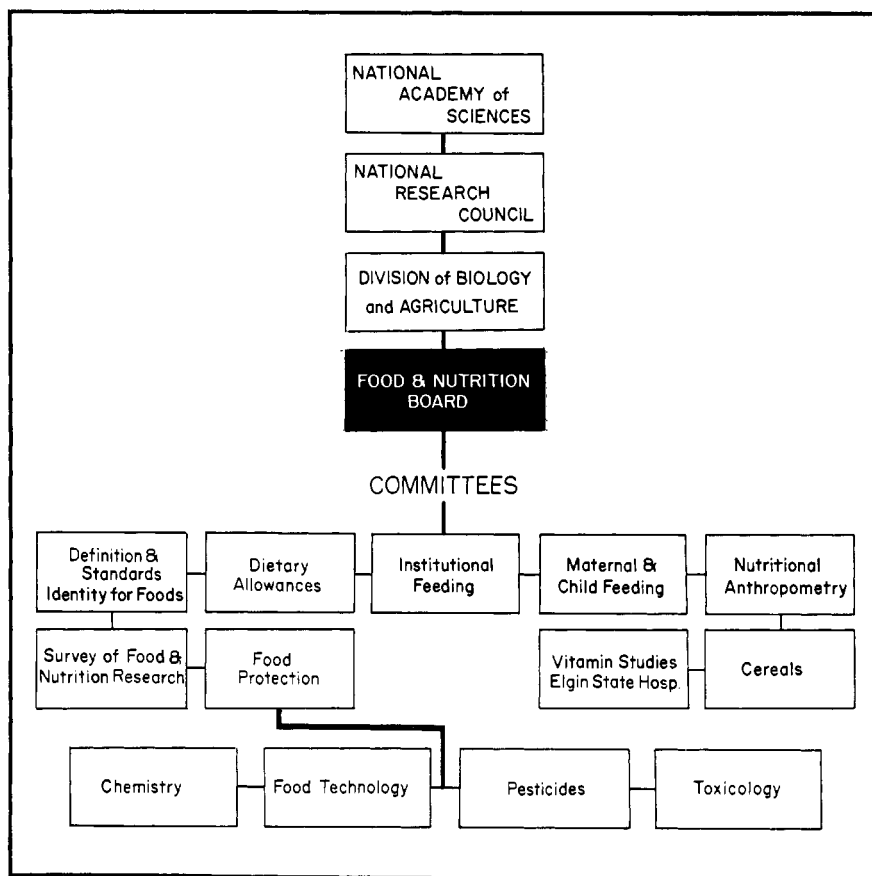 NATIONAL
ACADEMY of
SCIENCES
NATIONAL
RESEARCH
COUNCIL
DIVISION of BIOLOGY
and AGRICULTURE
FOOD & NUTRITION
BOARD
COMMITTEES
Definition &
Standards
Identity for Foods
Dietary
Allowances
Institutional
Feeding
Maternal &
Child Feeding
Nutritional
Anthropometry
Survey of Food &
Nutrition Research
Food
Protection
Vitamin Studies
Elgin State Hosp.
Cereals
Chemistry
Food Technology
Pesticides
Toxicology